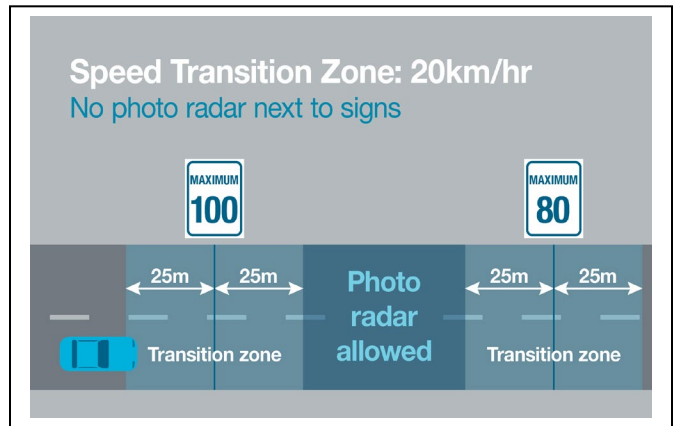 Speed Transition Zone: 20km/hr
No photo radar next to signs
MAXIMUM
100
MAXIMUM
80
25m
25m
Photo
radar
allowed
25m
25m
Transition zone
Transition zone